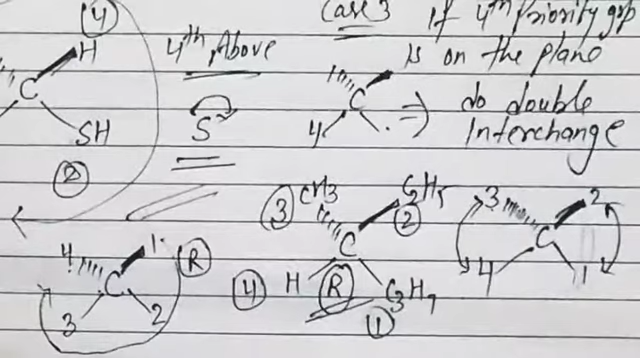 (4)
H
C
SH
(2)
4th Above
S
Case 3 If 4th Priority grp
is on the plane
C
4
=> do double
Interchange
(3) CH3
C2H5
(2)
C
(4) H (R) C3H7
(1)
3 2
C
4 1
4 1 (R)
C
3 2